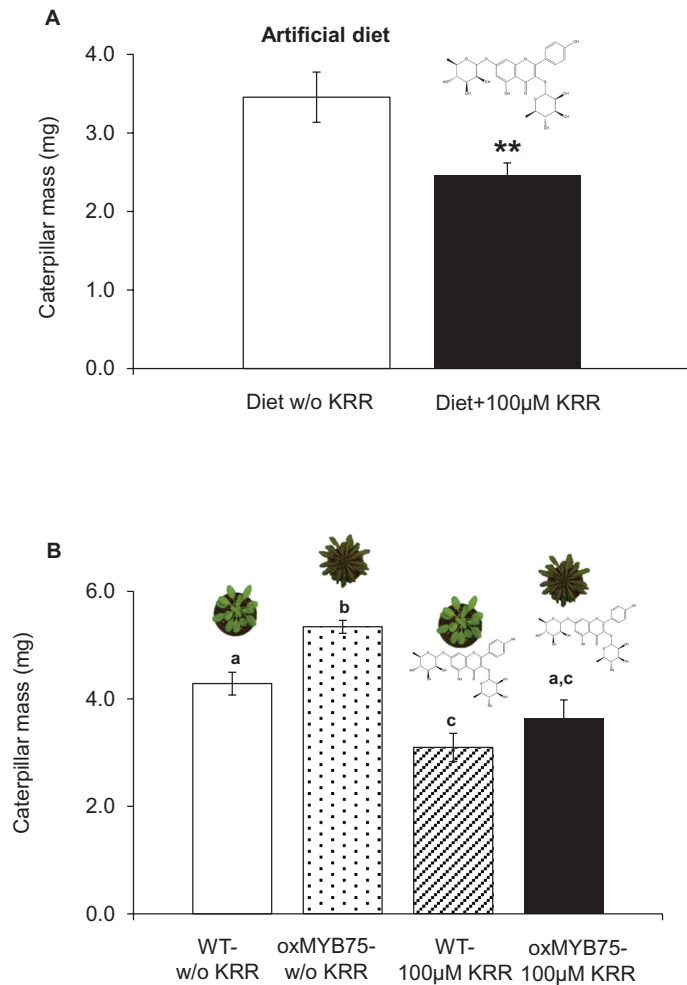 A
Artificial diet
4.0
3.0
2.0
1.0
0.0
Caterpillar mass (mg)
**
Diet w/o KRR
Diet+100µM KRR
B
6.0
4.0
2.0
0.0
Caterpillar mass (mg)
a
b
c
a,c
WT-
w/o KRR
oxMYB75-
w/o KRR
WT-
100µM KRR
oxMYB75-
100µM KRR